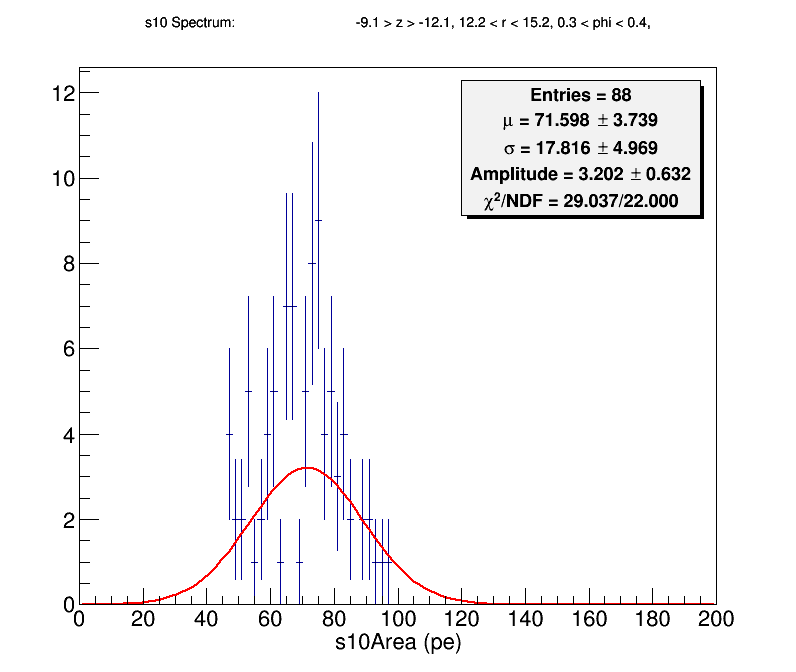 s10 Spectrum: -9.1 > z > -12.1, 12.2 < r < 15.2, 0.3 < phi < 0.4,
Entries = 88
μ = 71.598 ± 3.739
σ = 17.816 ± 4.969
Amplitude = 3.202 ± 0.632
χ²/NDF = 29.037/22.000
12
10
8
6
4
2
0
0 20 40 60 80 100 120 140 160 180 200
s10Area (pe)